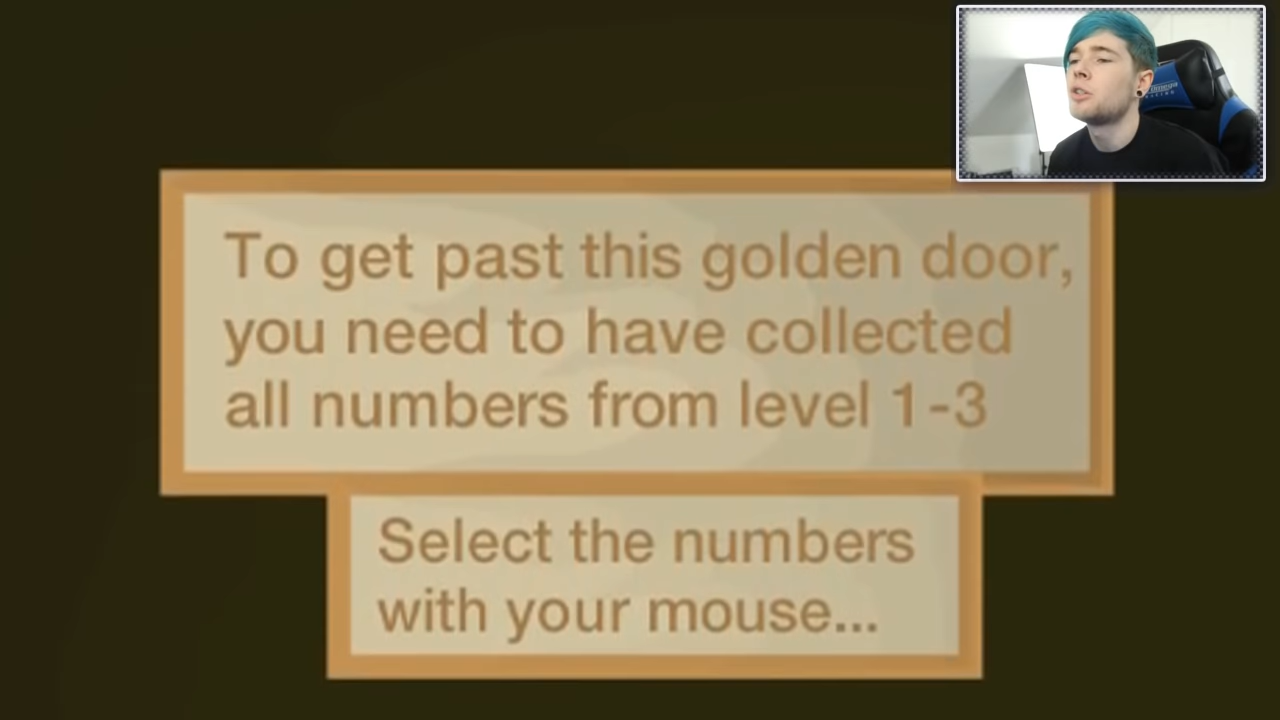 To get past this golden door,
you need to have collected
all numbers from level 1-3
Select the numbers
with your mouse...